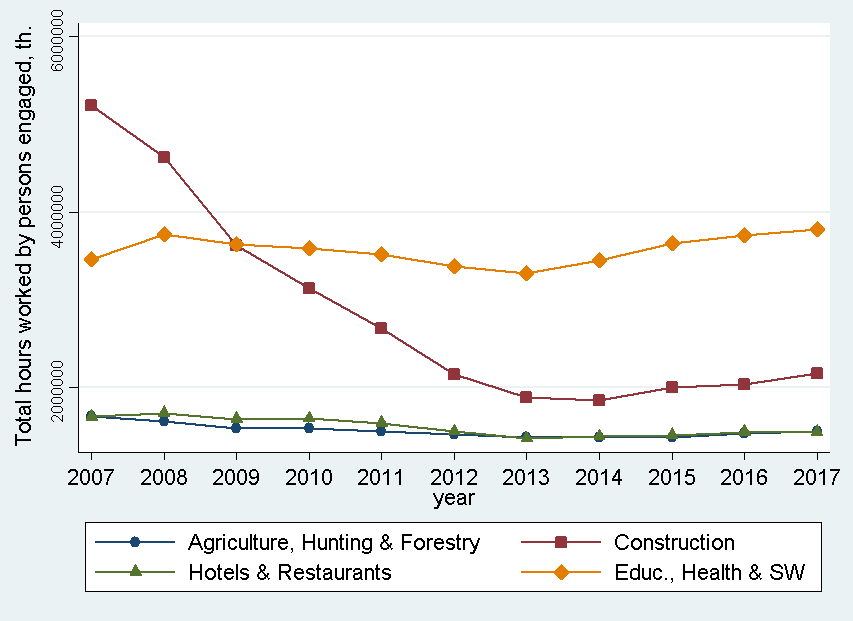 Total hours worked by persons engaged, th.
6000000
4000000
2000000
2007 2008 2009 2010 2011 2012 2013 2014 2015 2016 2017
year
Agriculture, Hunting & Forestry Construction
Hotels & Restaurants Educ., Health & SW